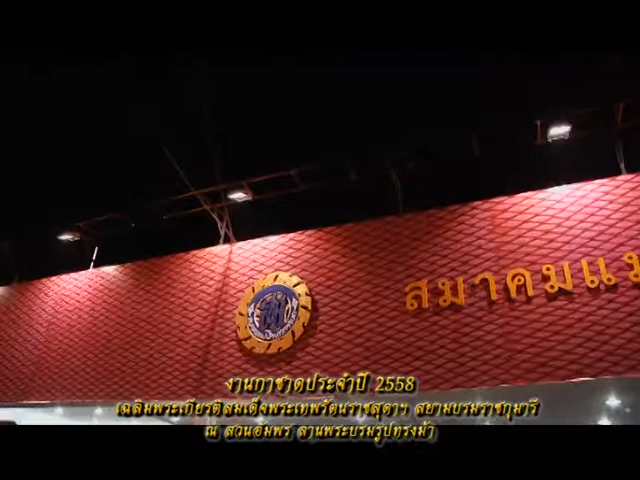 สมาคมแม
งานกาชาดประจำปี 2558
เฉลิมพระเกียรติสมเด็จพระเทพรัตนราชสุดาฯ สยามบรมราชกุมารี
ณ สวนอัมพร ลานพระบรมรูปทรงม้า